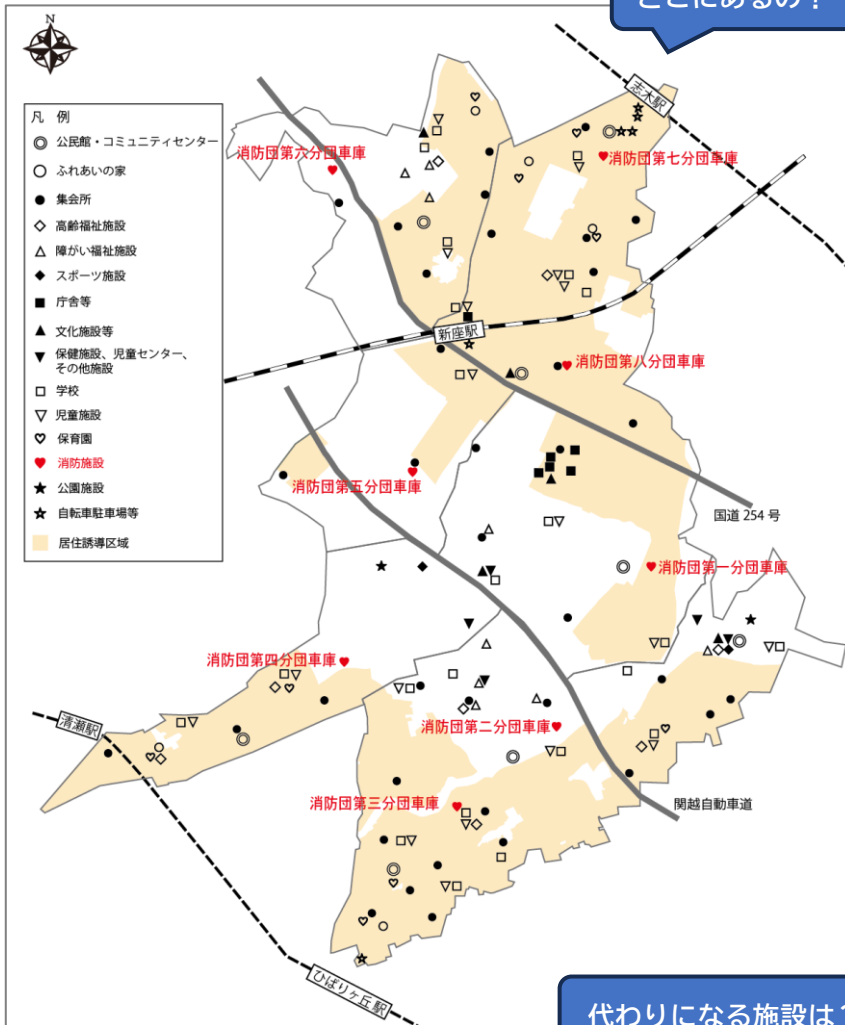 ここにあるの？
N
志木駅
凡 例
公民館・コミュニティセンター
ふれあいの家
集会所
高齢福祉施設
障がい福祉施設
スポーツ施設
庁舎等
文化施設等
保健施設、児童センター、
その他施設
学校
児童施設
保育園
消防施設
公園施設
自転車駐車場等
居住誘導区域
消防団第六分団車庫
消防団第七分団車庫
新座駅
消防団第八分団車庫
消防団第五分団車庫
国道 254 号
消防団第一分団車庫
消防団第四分団車庫
清瀬駅
消防団第二分団車庫
消防団第三分団車庫
関越自動車道
ひばりヶ丘駅
代わりになる施設は？